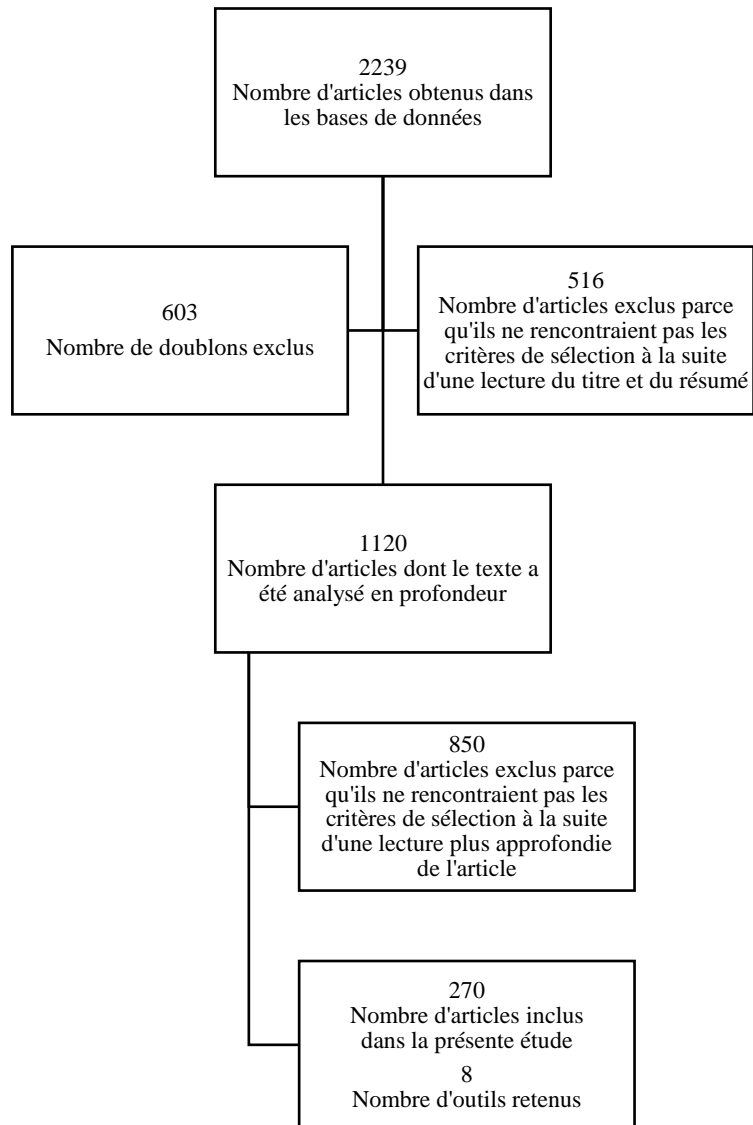 2239
Nombre d'articles obtenus dans
les bases de données
603
Nombre de doublons exclus
516
Nombre d'articles exclus parce
qu'ils ne rencontraient pas les
critères de sélection à la suite
d'une lecture du titre et du résumé
1120
Nombre d'articles dont le texte a
été analysé en profondeur
850
Nombre d'articles exclus parce
qu'ils ne rencontraient pas les
critères de sélection à la suite
d'une lecture plus approfondie
de l'article
270
Nombre d'articles inclus
dans la présente étude
8
Nombre d'outils retenus